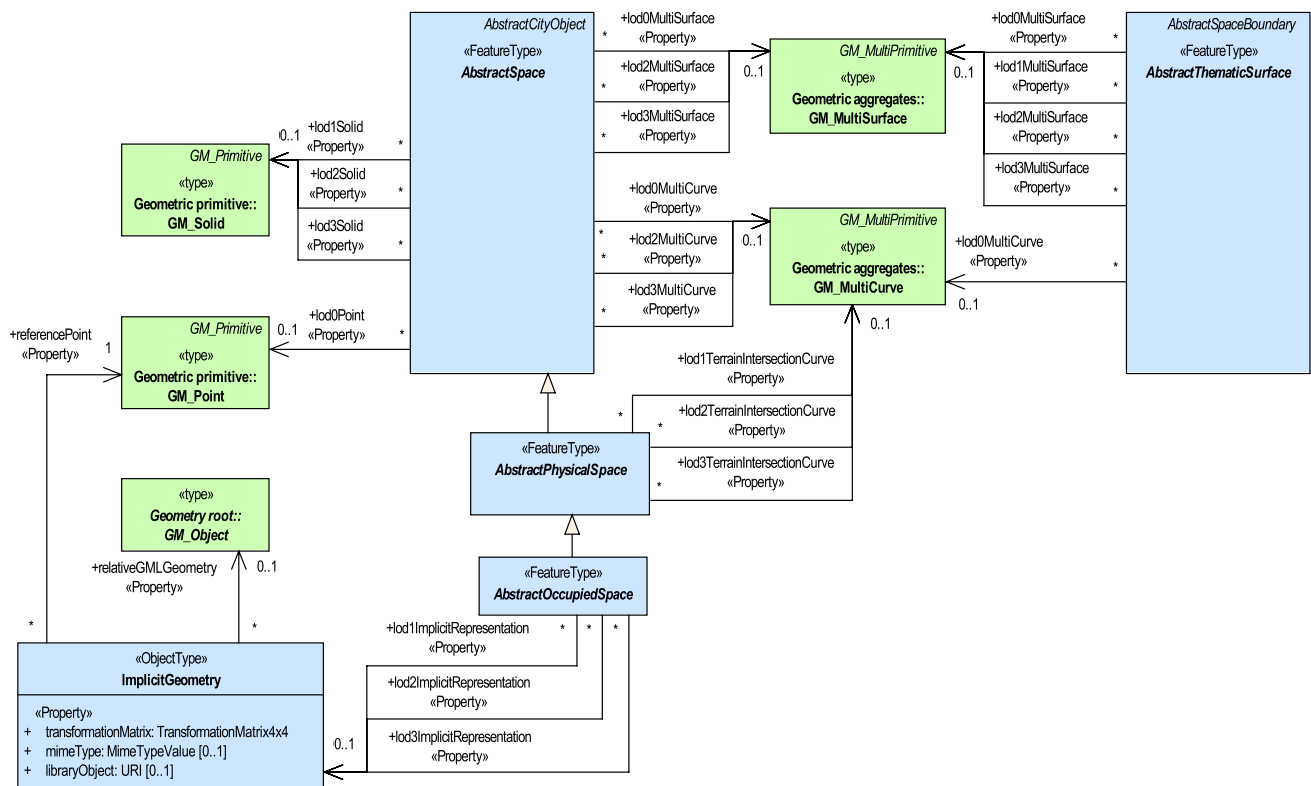 AbstractCityObject
«FeatureType»
AbstractSpace
+lod0MultiSurface
«Property»
*
+lod2MultiSurface
«Property»
*
+lod3MultiSurface
«Property»
*
0..1
GM_MultiPrimitive
«type»
Geometric aggregates::
GM_MultiSurface
0..1
+lod0MultiSurface
«Property»
*
+lod1MultiSurface
«Property»
*
+lod2MultiSurface
«Property»
*
+lod3MultiSurface
«Property»
*
AbstractSpaceBoundary
«FeatureType»
AbstractThematicSurface
GM_Primitive
«type»
Geometric primitive::
GM_Solid
0..1
+lod1Solid
«Property»
*
+lod2Solid
«Property»
*
+lod3Solid
«Property»
*
+lod0MultiCurve
«Property»
*
+lod2MultiCurve
«Property»
*
+lod3MultiCurve
«Property»
*
0..1
GM_MultiPrimitive
«type»
Geometric aggregates::
GM_MultiCurve
+lod0MultiCurve
«Property»
*
0..1
0..1
+referencePoint
«Property»
1
GM_Primitive
«type»
Geometric primitive::
GM_Point
0..1
+lod0Point
«Property»
*
+lod1TerrainIntersectionCurve
«Property»
*
+lod2TerrainIntersectionCurve
«Property»
*
+lod3TerrainIntersectionCurve
«Property»
*
«FeatureType»
AbstractPhysicalSpace
«type»
Geometry root::
GM_Object
+relativeGMLGeometry
«Property»
0..1
*
*
«FeatureType»
AbstractOccupiedSpace
+lod1ImplicitRepresentation
«Property»
* * *
+lod2ImplicitRepresentation
«Property»
+lod3ImplicitRepresentation
«Property»
0..1
«ObjectType»
ImplicitGeometry
«Property»
+ transformationMatrix: TransformationMatrix4x4
+ mimeType: MimeTypeValue [0..1]
+ libraryObject: URI [0..1]